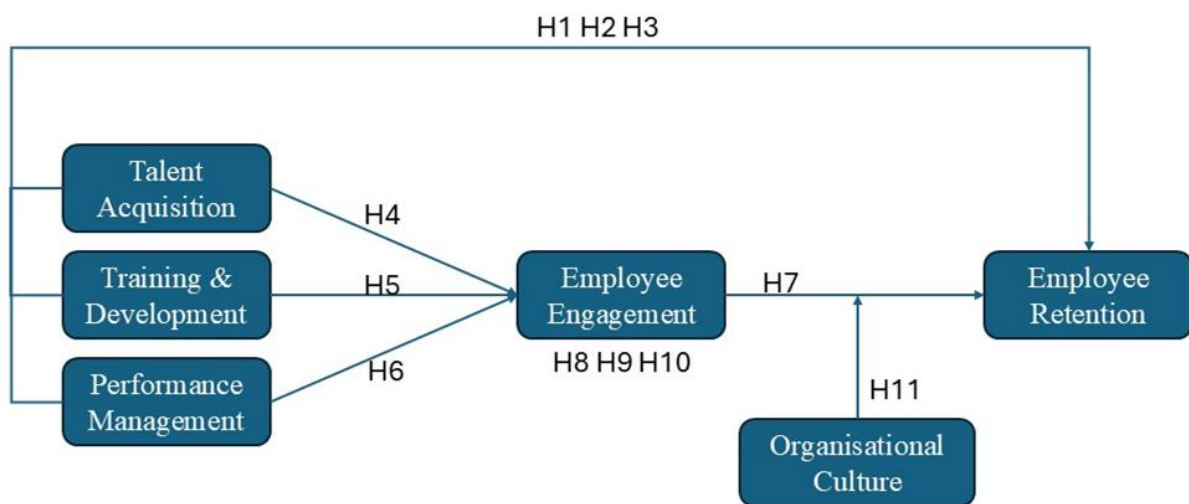 H1 H2 H3
Talent
Acquisition
H4
Training &
Development
H5
Performance
Management
H6
Employee
Engagement
H8 H9 H10
H7
Employee
Retention
H11
Organisational
Culture